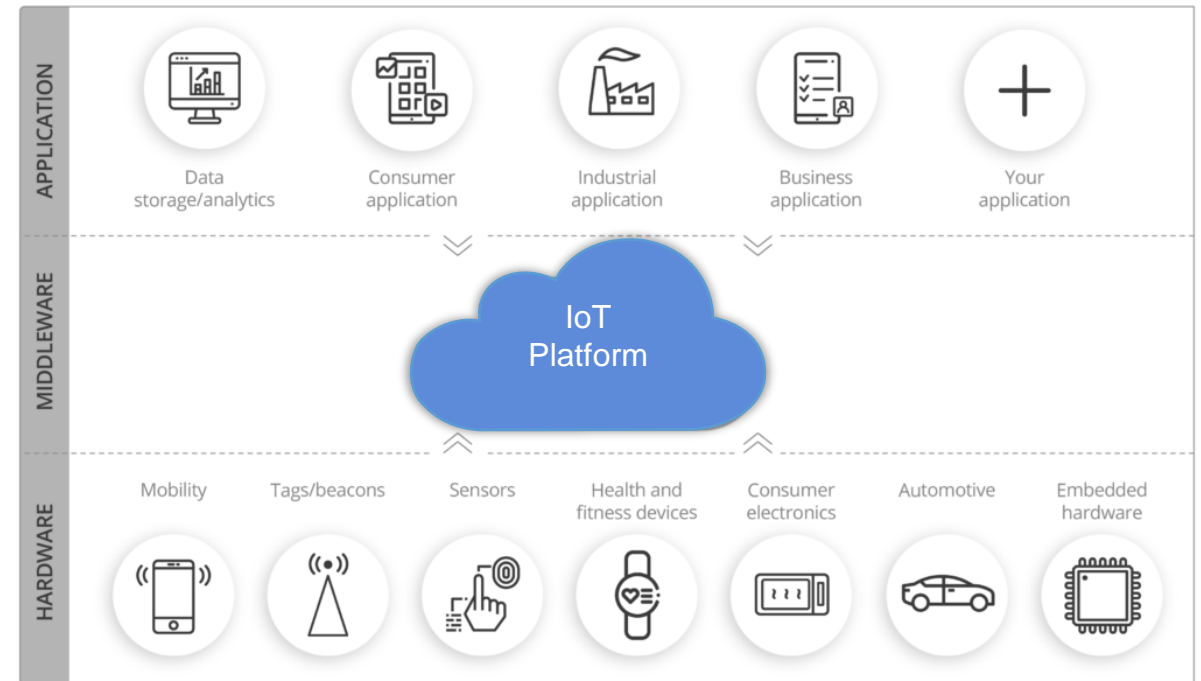 APPLICATION
Data
storage/analytics
Consumer
application
Industrial
application
Business
application
Your
application
MIDDLEWARE
IoT
Platform
HARDWARE
Mobility
Tags/beacons
Sensors
Health and
fitness devices
Consumer
electronics
Automotive
Embedded
hardware